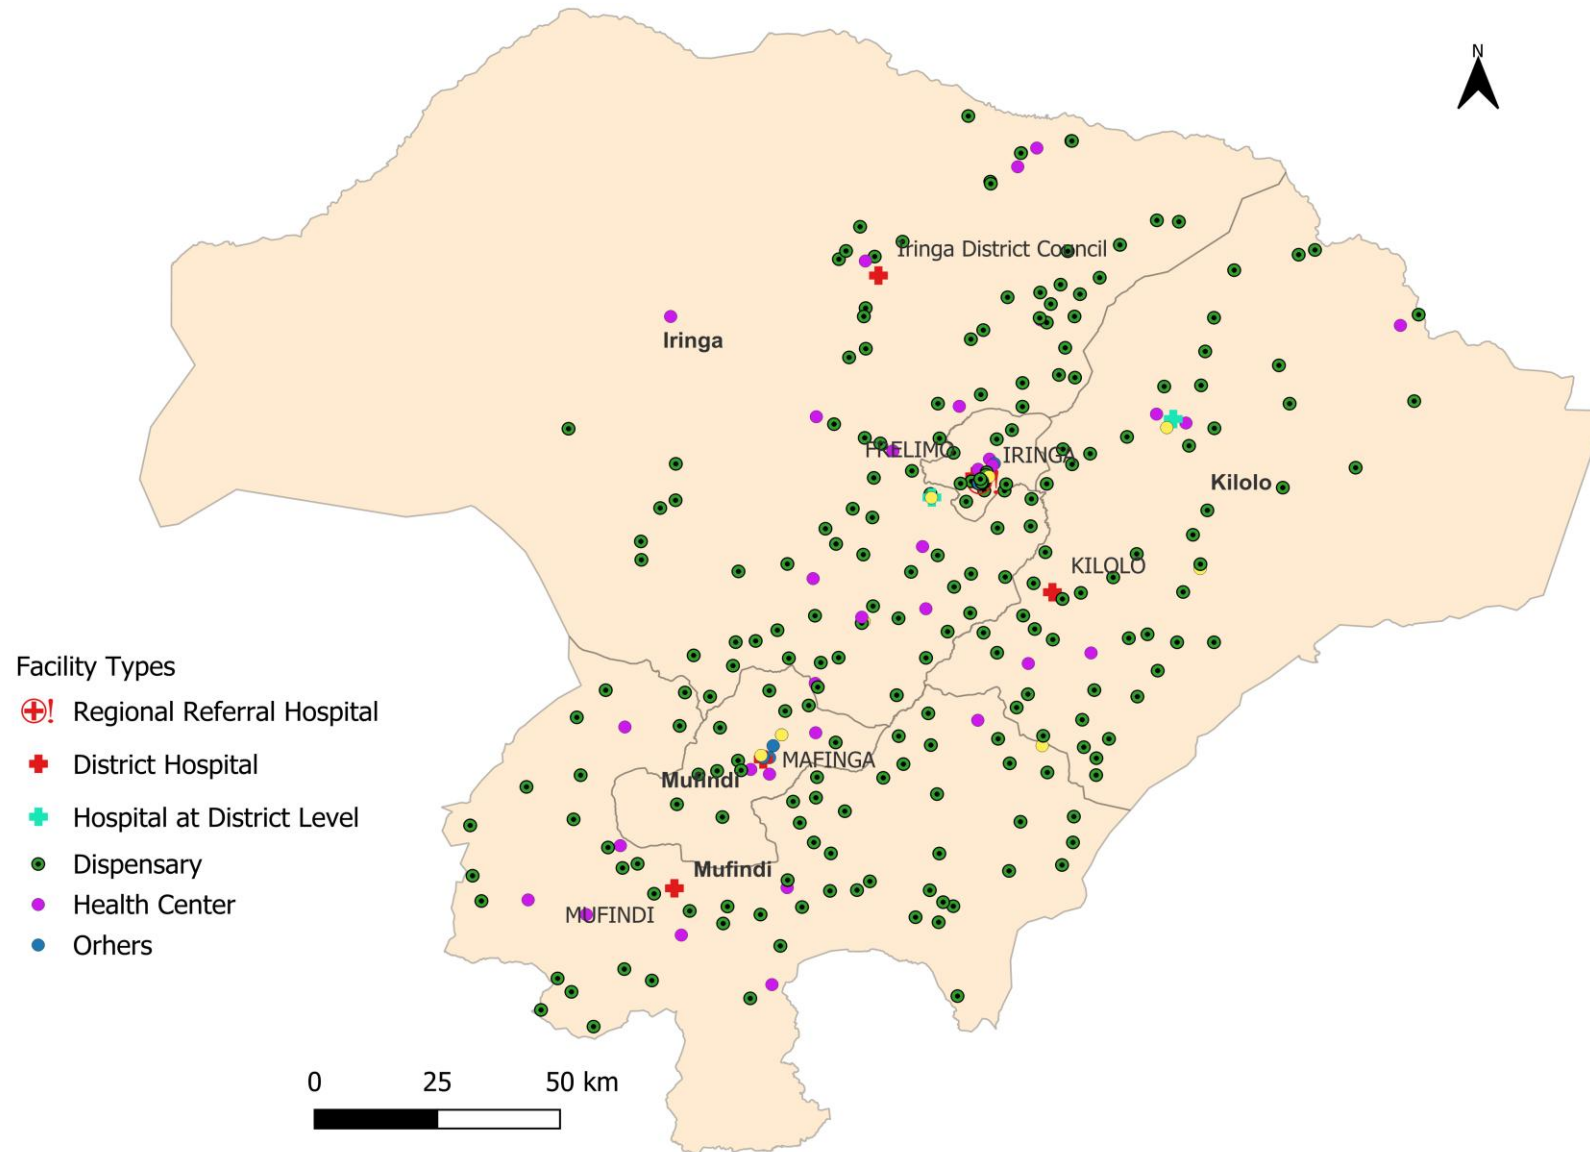 N
Iringa District Council
Iringa
FRELIMO
IRINGA
Kilolo
KILOLO
Facility Types
Regional Referral Hospital
District Hospital
Hospital at District Level
Dispensary
Health Center
Orhers
MAFINGA
Mufindi
Mufindi
MUFINDI
0 25 50 km